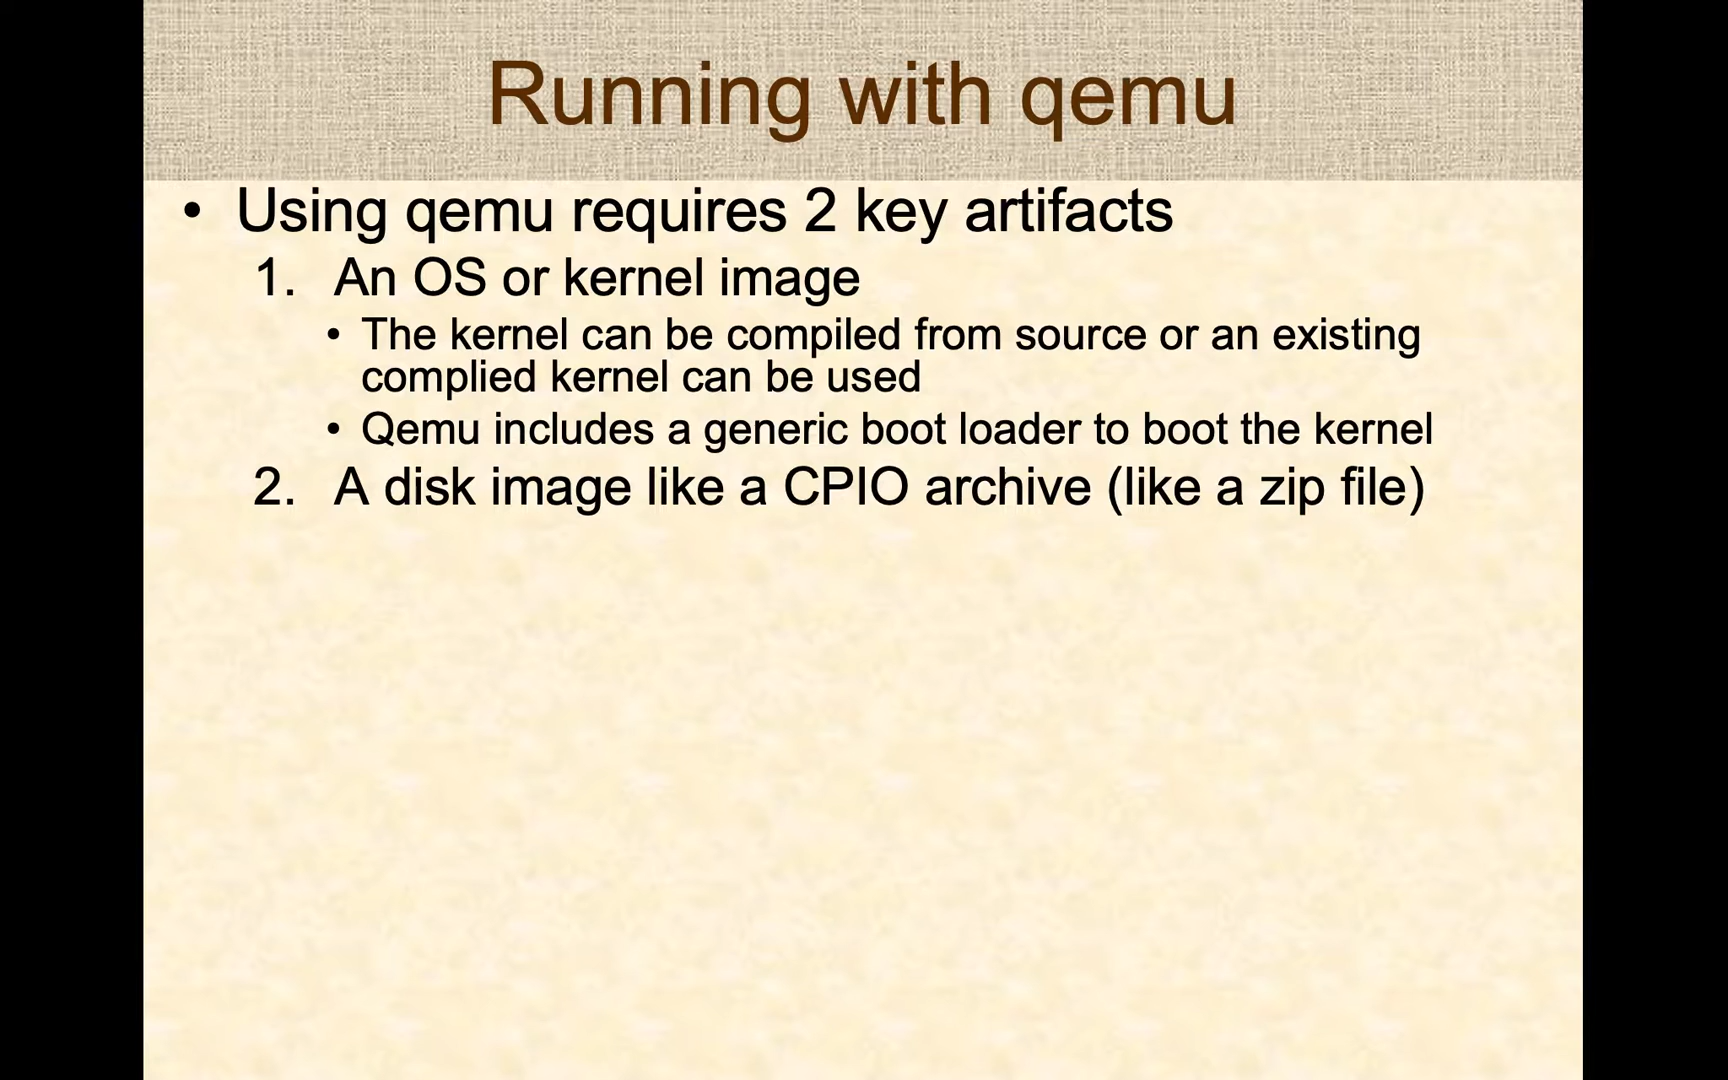 Running with qemu
• Using qemu requires 2 key artifacts
1. An OS or kernel image
• The kernel can be compiled from source or an existing
complied kernel can be used
• Qemu includes a generic boot loader to boot the kernel
2. A disk image like a CPIO archive (like a zip file)